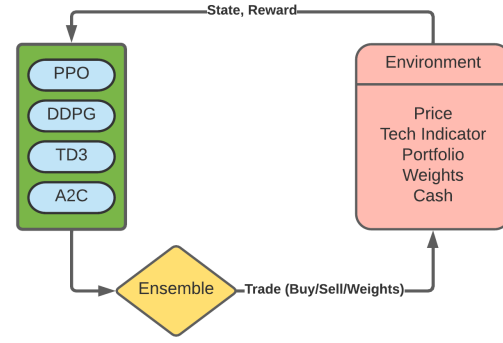 State, Reward
PPO
DDPG
TD3
A2C
Environment
Price
Tech Indicator
Portfolio
Weights
Cash
Ensemble
Trade (Buy/Sell/Weights)